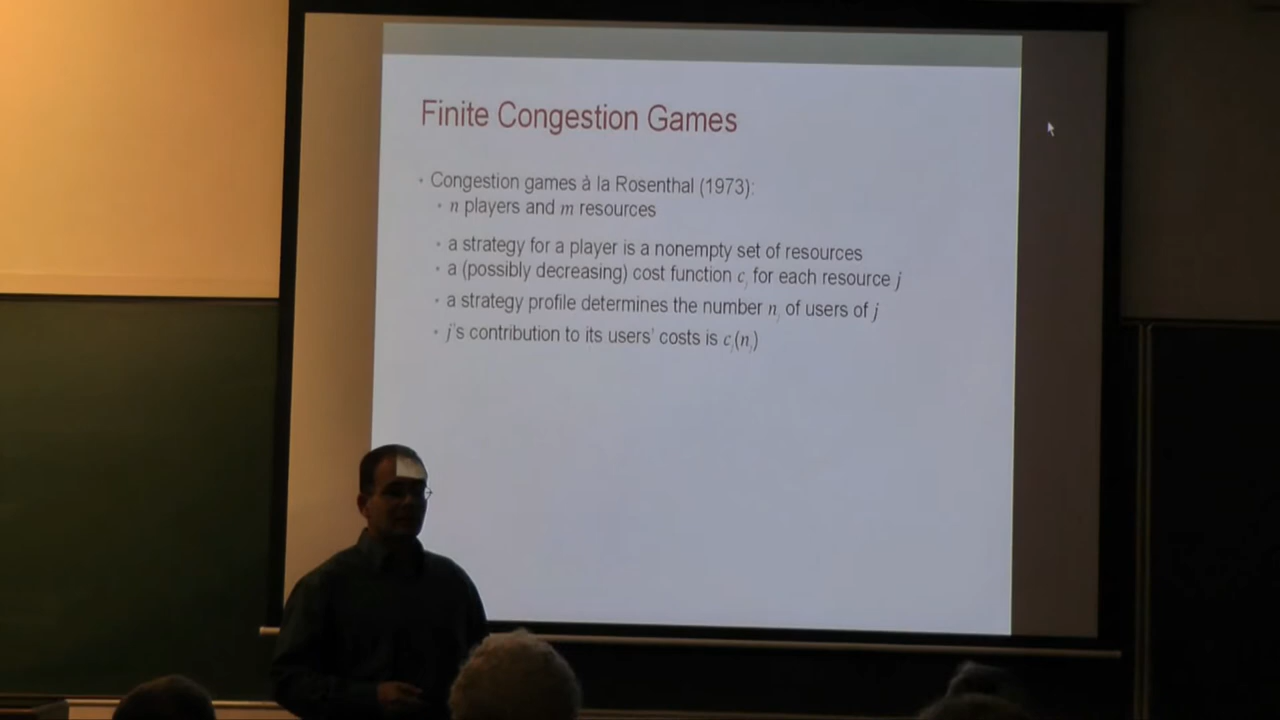 Finite Congestion Games
• Congestion games à la Rosenthal (1973):
• n players and m resources
• a strategy for a player is a nonempty set of resources
• a (possibly decreasing) cost function cⱼ for each resource j
• a strategy profile determines the number nⱼ of users of j
• j's contribution to its users' costs is cⱼ(nⱼ)